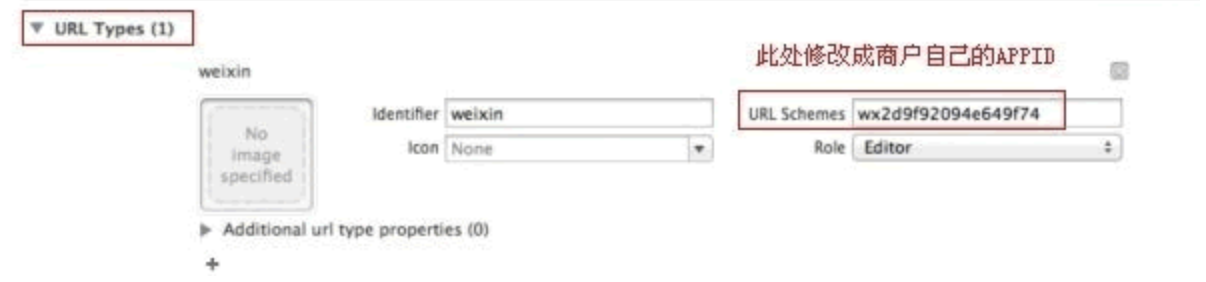 URL Types (1)
此处修改成商户自己的APPID
weixin
No image specified
Identifier weixin
URL Schemes wx2d9f92094e649f74
Icon None
Role Editor
Additional url type properties (0)
+